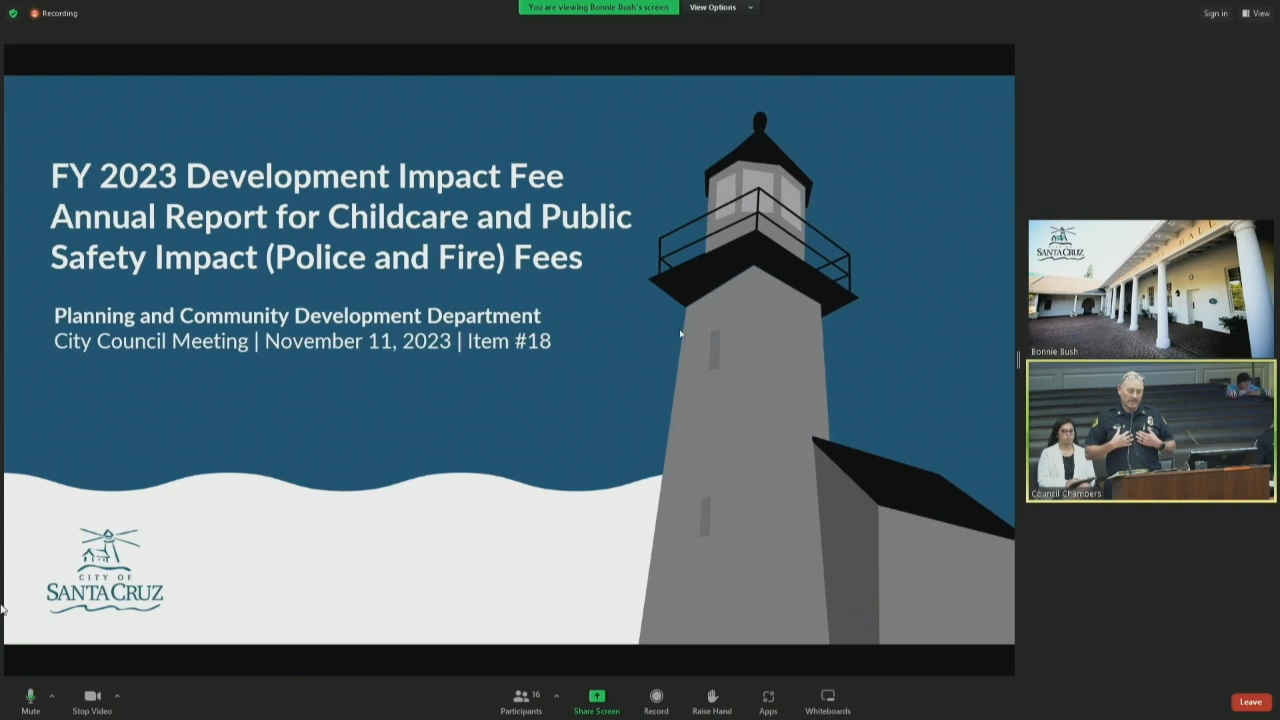 Recording
You are viewing Bonnie Bush's screen
View Options
Sign in
View
FY 2023 Development Impact Fee
Annual Report for Childcare and Public
Safety Impact (Police and Fire) Fees
Planning and Community Development Department
City Council Meeting | November 11, 2023 | Item #18
CITY OF
SANTA CRUZ
SANTA CRUZ
HALL
Bonnie Bush
Council Chambers
Mute
Stop Video
16
Participants
Share Screen
Record
Raise Hand
Apps
Whiteboards
Leave